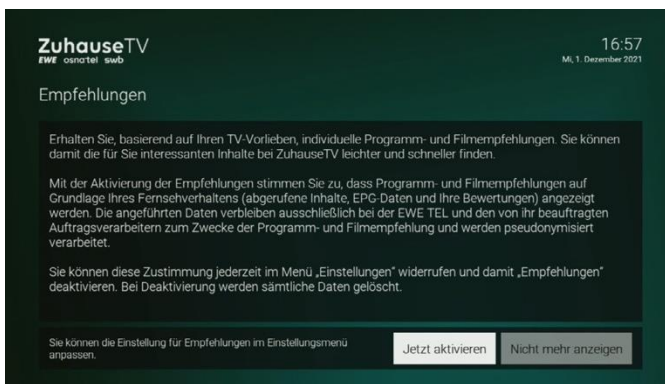 ZuhauseTV
EWE osnatel swb
16:57
Mi, 1. Dezember 2021
Empfehlungen
Erhalten Sie, basierend auf Ihren TV-Vorlieben, individuelle Programm- und Filmempfehlungen. Sie können
damit die für Sie interessanten Inhalte bei ZuhauseTV leichter und schneller finden.
Mit der Aktivierung der Empfehlungen stimmen Sie zu, dass Programm- und Filmempfehlungen auf
Grundlage Ihres Fernsehverhaltens (abgerufene Inhalte, EPG-Daten und Ihre Bewertungen) angezeigt
werden. Die angeführten Daten verbleiben ausschließlich bei der EWE TEL und den von ihr beauftragten
Auftragsverarbeitern zum Zwecke der Programm- und Filmempfehlung und werden pseudonymisiert
verarbeitet.
Sie können diese Zustimmung jederzeit im Menü „Einstellungen“ widerrufen und damit „Empfehlungen“
deaktivieren. Bei Deaktivierung werden sämtliche Daten gelöscht.
Sie können die Einstellung für Empfehlungen im Einstellungsmenü
anpassen.
Jetzt aktivieren
Nicht mehr anzeigen